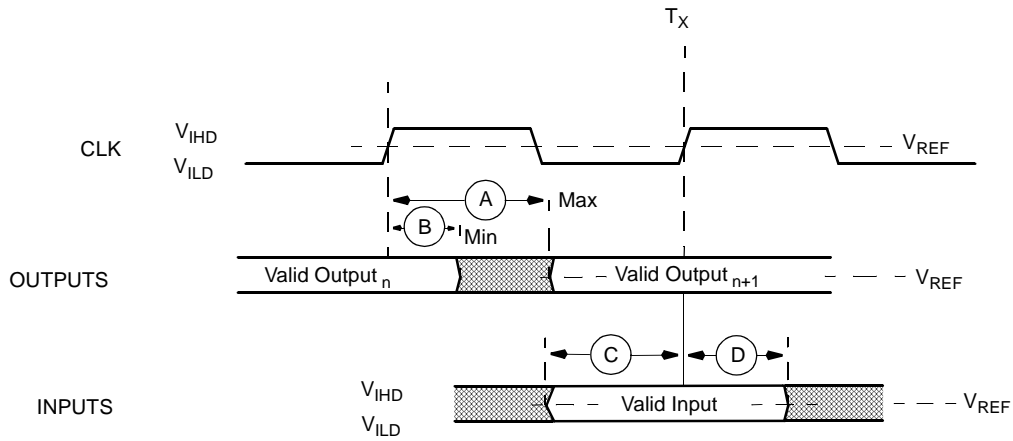 T_X
V_IHD
CLK
V_REF
V_ILD
A
Max
B
Min
Valid Output_n
Valid Output_n+1
OUTPUTS
V_REF
C
D
V_IHD
INPUTS
Valid Input
V_REF
V_ILD